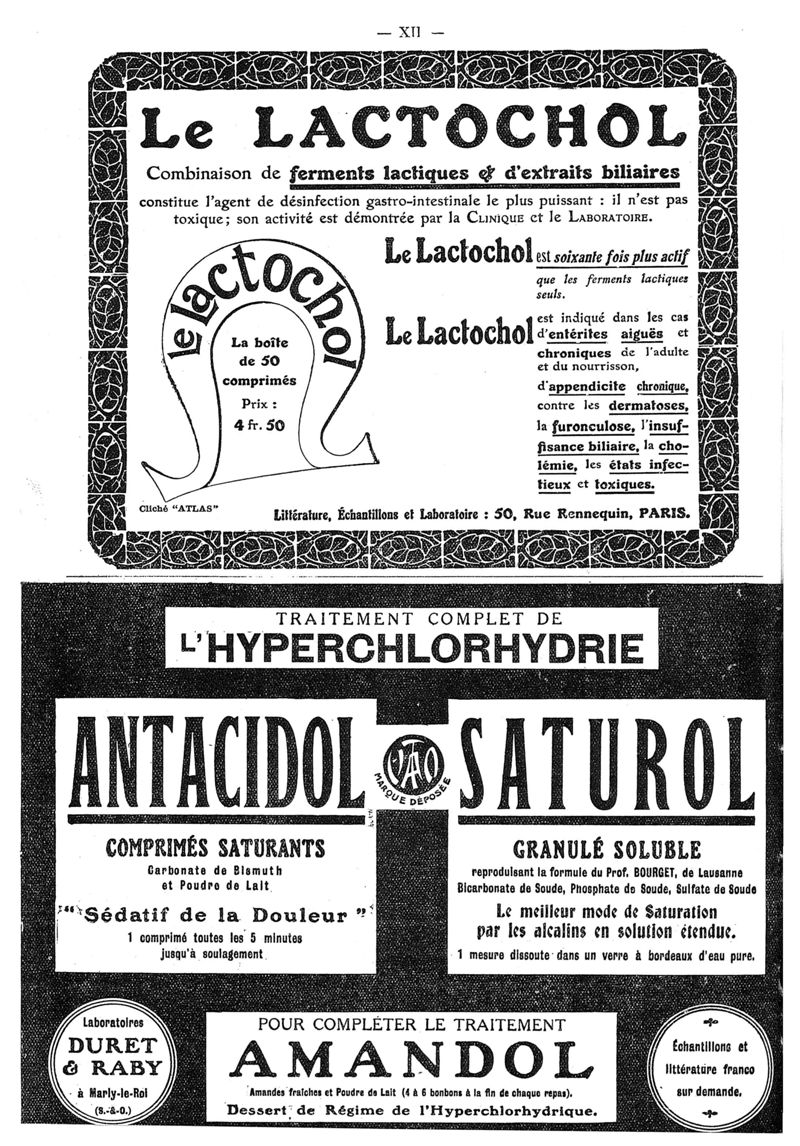 — XII —
Le LACTOCHOL
Combinaison de ferments lactiques & d'extraits biliaires
constitue l'agent de désinfection gastro-intestinale le plus puissant : il n'est pas
toxique; son activité est démontrée par la CLINIQUE et le LABORATOIRE.
le lactochol
La boîte
de 50
comprimés
Prix :
4 fr. 50
Cliché "ATLAS"
Le Lactochol est soixante fois plus actif
que les ferments lactiques
seuls.
Le Lactochol est indiqué dans les cas
d'entérites aiguës et
chroniques de l'adulte
et du nourrisson,
d'appendicite chronique,
contre les dermatoses,
la furonculose, l'insuf-
fisance biliaire, la cho-
lémie, les états infec-
tieux et toxiques.
Littérature, Échantillons et Laboratoire : 50, Rue Rennequin, PARIS.
TRAITEMENT COMPLET DE
L'HYPERCHLORHYDRIE
ANTACIDOL
COMPRIMÉS SATURANTS
Carbonate de Bismuth
et Poudre de Lait
"Sédatif de la Douleur"
1 comprimé toutes les 5 minutes
jusqu'à soulagement
MARQUE DÉPOSÉE
SATUROL
GRANULÉ SOLUBLE
reproduisant la formule du Prof. BOURGET, de Lausanne
Bicarbonate de Soude, Phosphate de Soude, Sulfate de Soude
Le meilleur mode de Saturation
par les alcalins en solution étendue.
1 mesure dissoute dans un verre à bordeaux d'eau pure.
Laboratoires
DURET
& RABY
à Marly-le-Roi
(S.-&-O.)
POUR COMPLÉTER LE TRAITEMENT
AMANDOL
Amandes fraîches et Poudre de Lait (4 à 6 bonbons à la fin de chaque repas).
Dessert de Régime de l'Hyperchlorhydrique.
Échantillons et
littérature franco
sur demande.